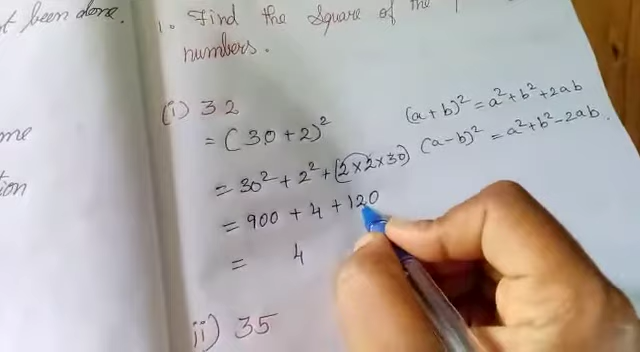 t been done.
me
tion
1. Find the Square of the
numbers.
(i) 32
= (30+2)²
(a+b)² = a²+b²+2ab
(a-b)² = a²+b²-2ab.
= 30² + 2² + (2×2×30)
= 900 + 4 + 120
= 4
ii) 35